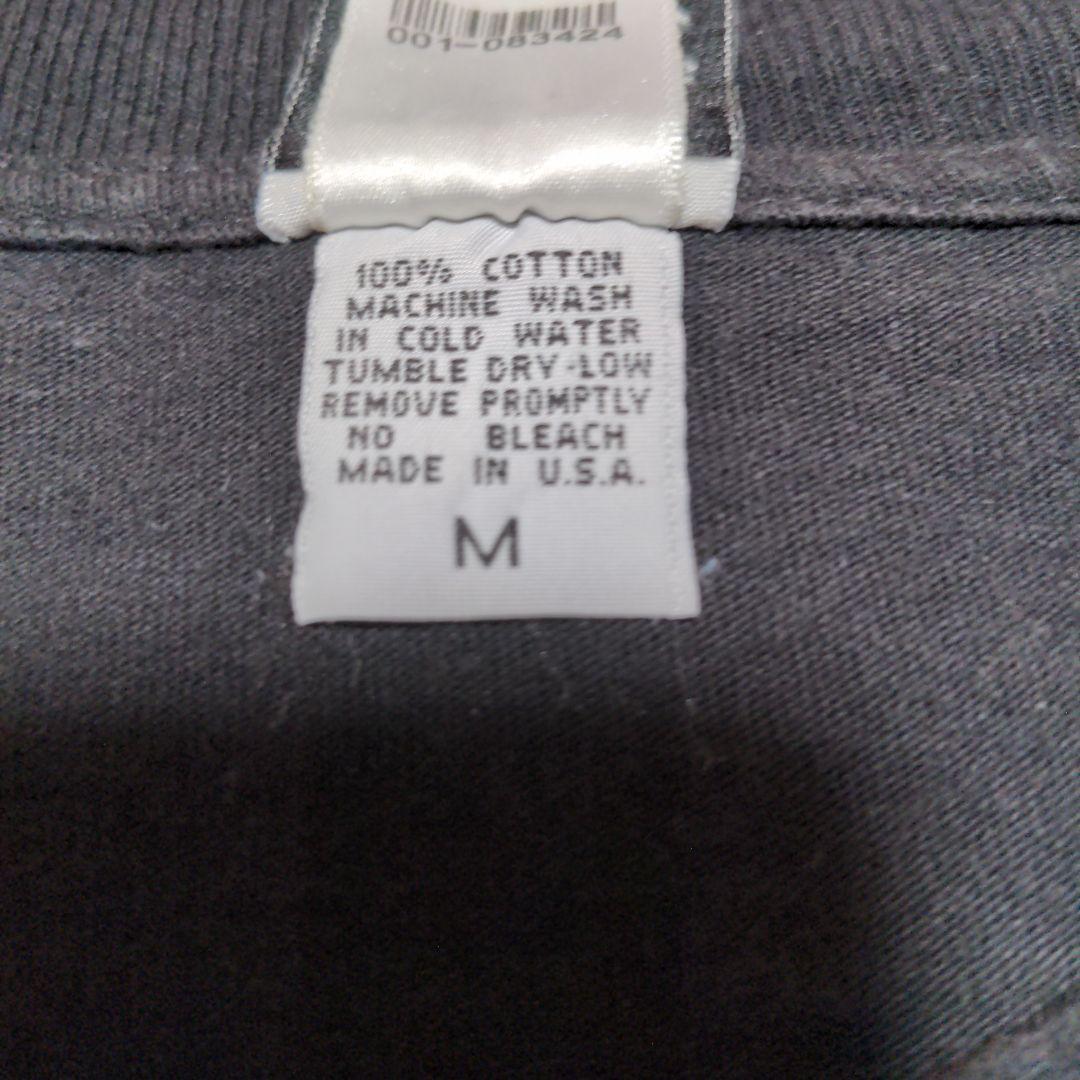 001-083424
100% COTTON
MACHINE WASH
IN COLD WATER
TUMBLE DRY-LOW
REMOVE PROMPTLY
NO BLEACH
MADE IN U.S.A.
M